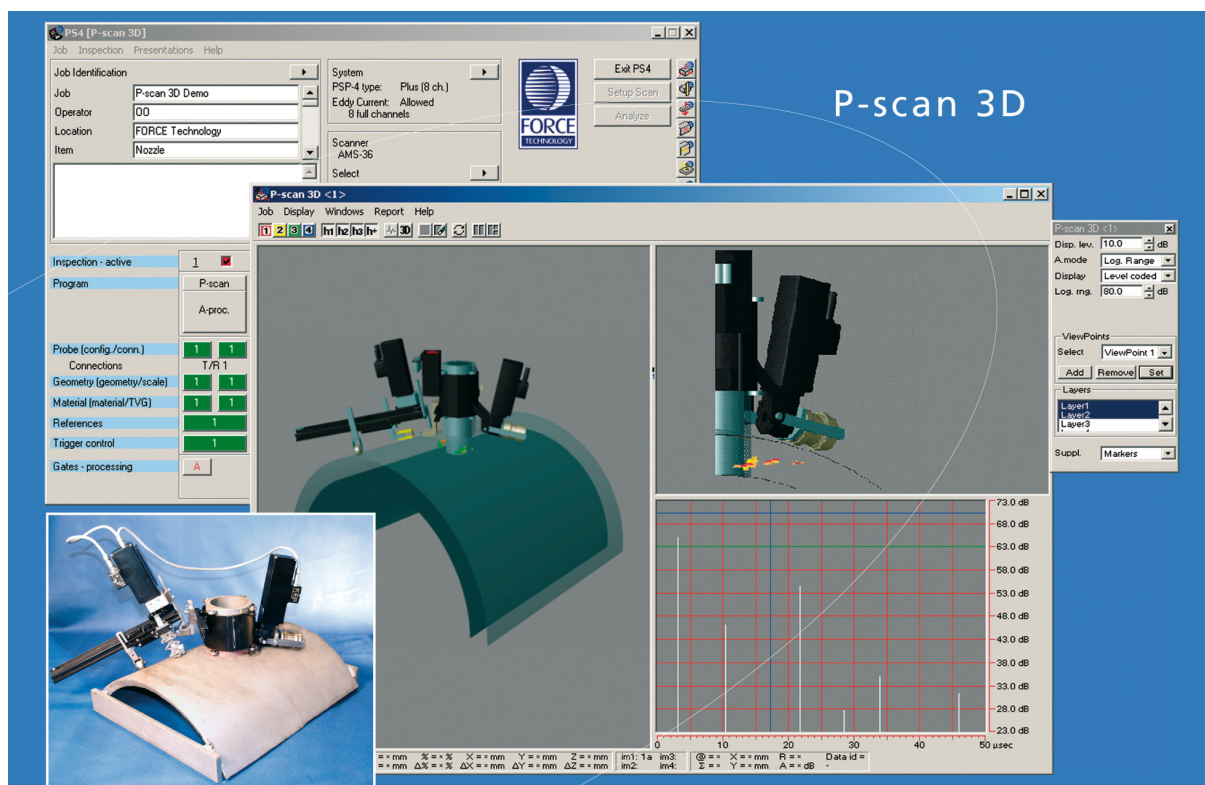 PS4 [P-scan 3D]
Job Inspection Presentations Help
Job Identification
Job P-scan 3D Demo
Operator OO
Location FORCE Technology
Item Nozzle
System
PSP-4 type: Plus (8 ch.)
Eddy Current: Allowed
8 full channels
Scanner
AMS-36
Select
FORCE
TECHNOLOGY
Exit PS4
Setup Scan
Analyze
P-scan 3D
Inspection - active 1
Program P-scan
A-proc.
Probe (config./conn.) 1 1
Connections T/R 1
Geometry (geometry/scale) 1 1
Material (material/TVG) 1 1
References 1
Trigger control 1
Gates - processing A
P-scan 3D <1>
Job Display Windows Report Help
1 2 3 4 h1 h2 h3 h+ 3D
1
73.0 dB
68.0 dB
63.0 dB
58.0 dB
53.0 dB
48.0 dB
43.0 dB
38.0 dB
33.0 dB
28.0 dB
23.0 dB
0 10 20 30 40 50 µsec
= × mm % = × % X = × mm Y = × mm Z = × mm im1: 1a im3: @ = × X = × mm R = × Data id =
= × mm Δ% = × % ΔX = × mm ΔY = × mm ΔZ = × mm im2: im4: Σ = × Y = × mm A = × dB -
P-scan 3D <1>
Disp. lev. 10.0 dB
A.mode Log. Range
Display Level coded
Log. rng. 80.0 dB
ViewPoints
Select ViewPoint 1
Add Remove Set
Layers
Layer1
Layer2
Layer3
Suppl. Markers